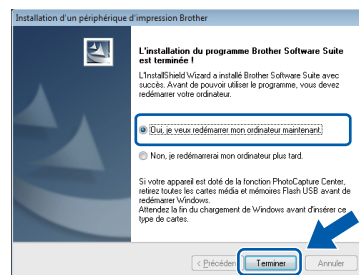 Installation d'un périphérique d'impression Brother
L'installation du programme Brother Software Suite
est terminée !
L'InstallShield Wizard a installé Brother Software Suite avec
succès. Avant de pouvoir utiliser le programme, vous devez
redémarrer votre ordinateur.
Oui, je veux redémarrer mon ordinateur maintenant.
Non, je redémarrerai mon ordinateur plus tard.
Si votre appareil est doté de la fonction PhotoCapture Center,
retirez toutes les cartes média et mémoires Flash USB avant de
redémarrer Windows.
Attendez la fin du chargement de Windows avant d'insérer ce
type de cartes.
< Précédent Terminer Annuler